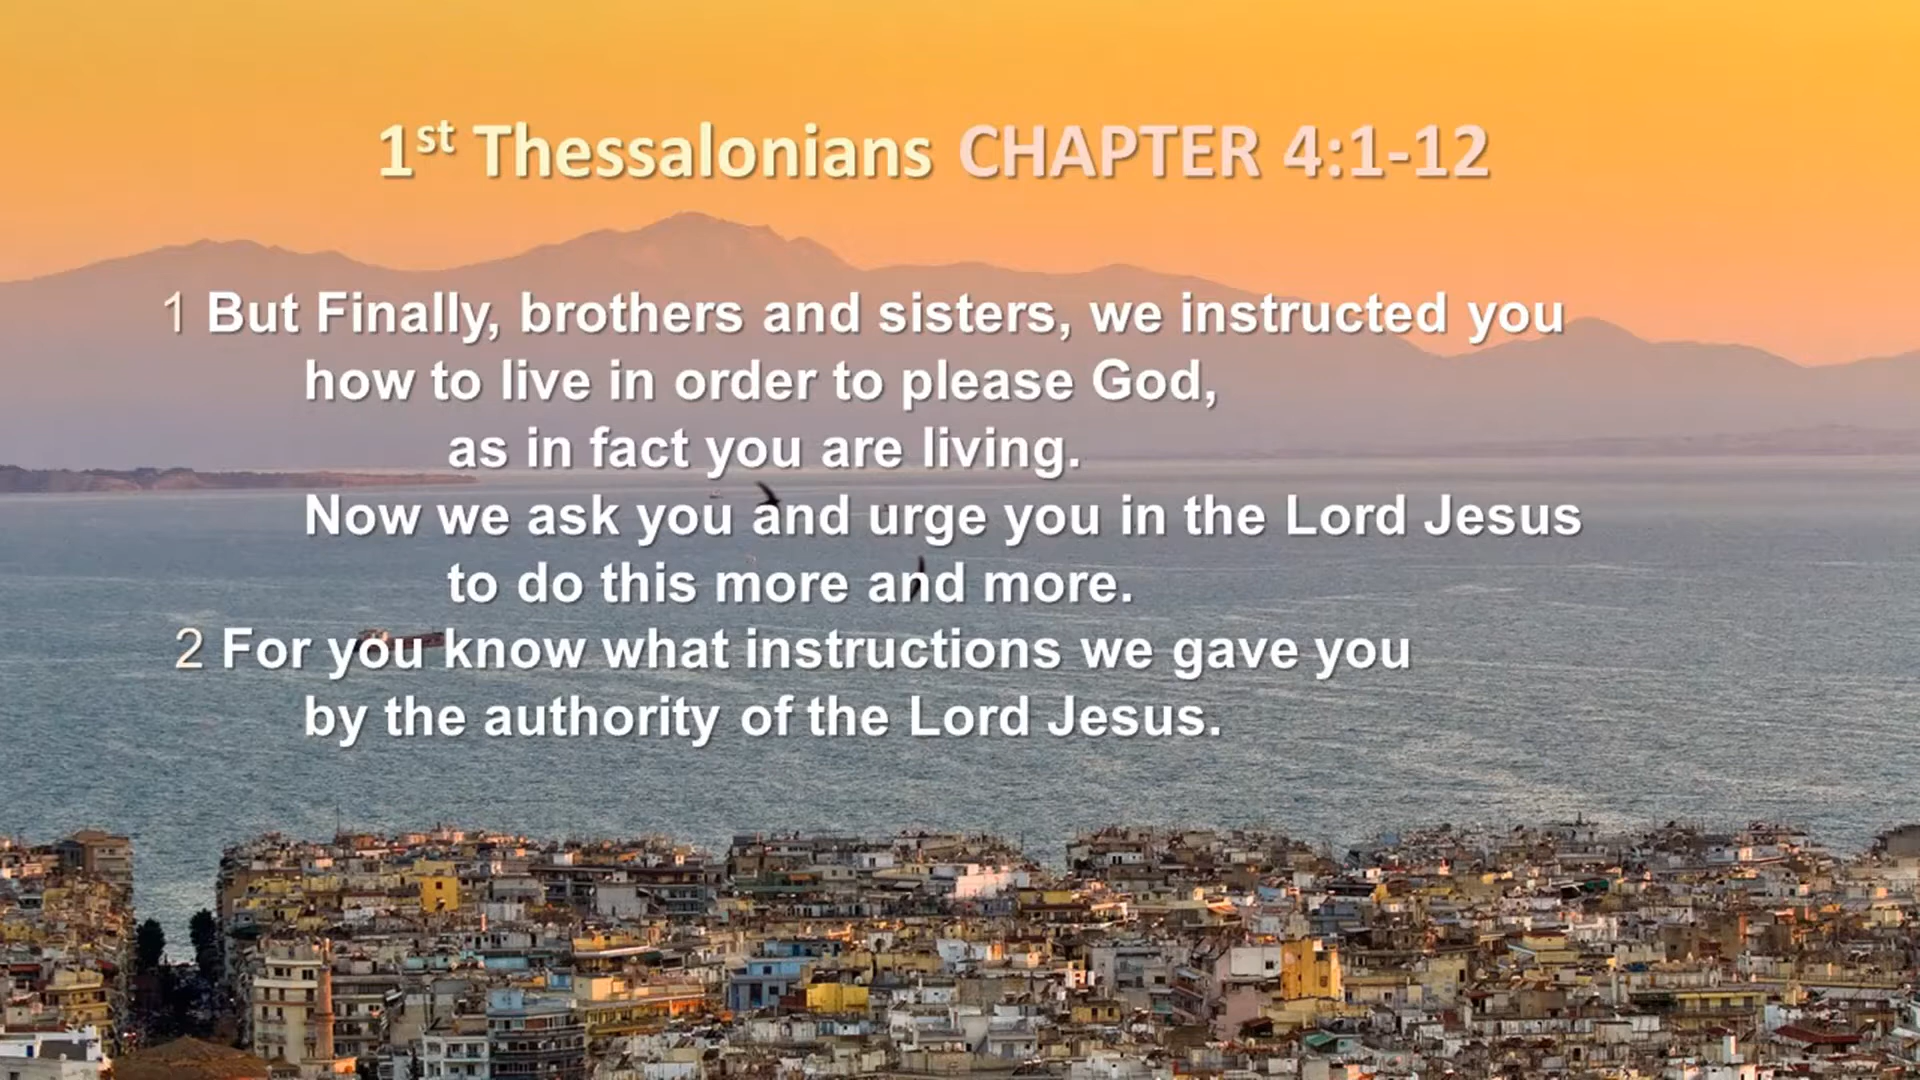 1st Thessalonians CHAPTER 4:1-12
1 But Finally, brothers and sisters, we instructed you
how to live in order to please God,
as in fact you are living.
Now we ask you and urge you in the Lord Jesus
to do this more and more.
2 For you know what instructions we gave you
by the authority of the Lord Jesus.